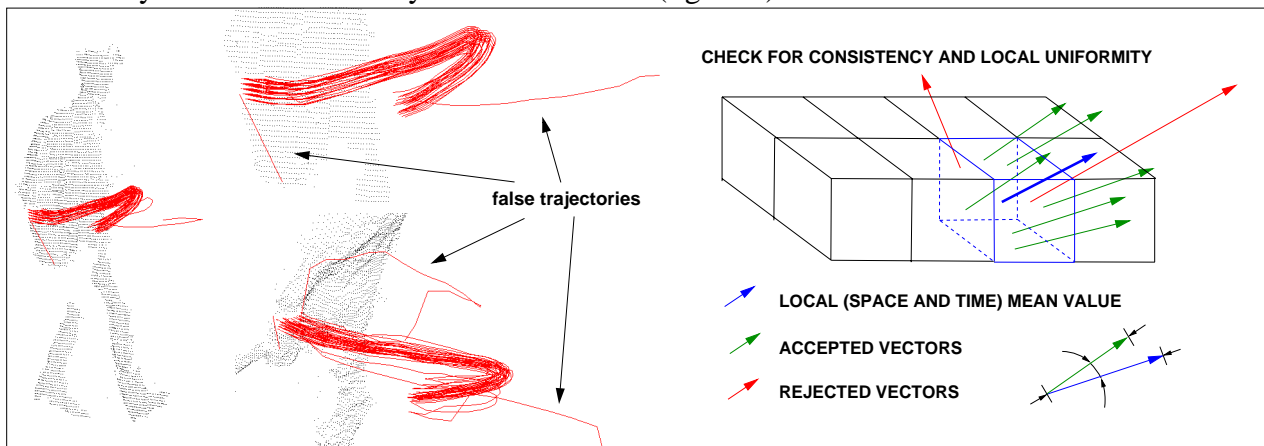 false trajectories
CHECK FOR CONSISTENCY AND LOCAL UNIFORMITY
LOCAL (SPACE AND TIME) MEAN VALUE
ACCEPTED VECTORS
REJECTED VECTORS